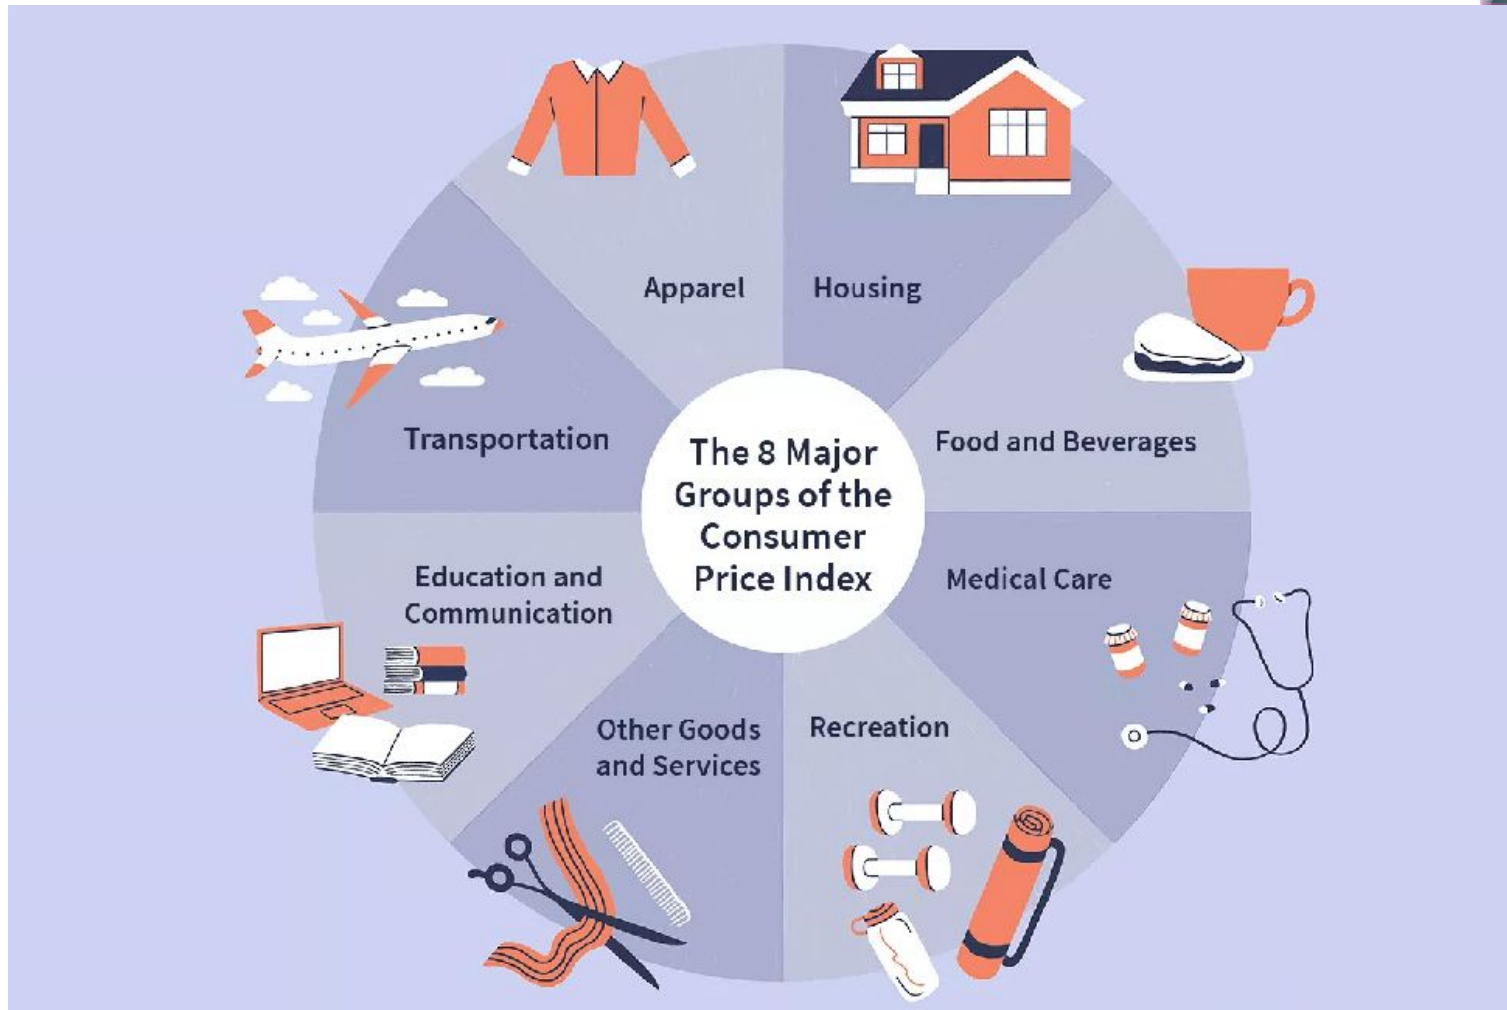 Apparel
Housing
Transportation
Food and Beverages
The 8 Major
Groups of the
Consumer
Price Index
Education and
Communication
Medical Care
Other Goods
and Services
Recreation